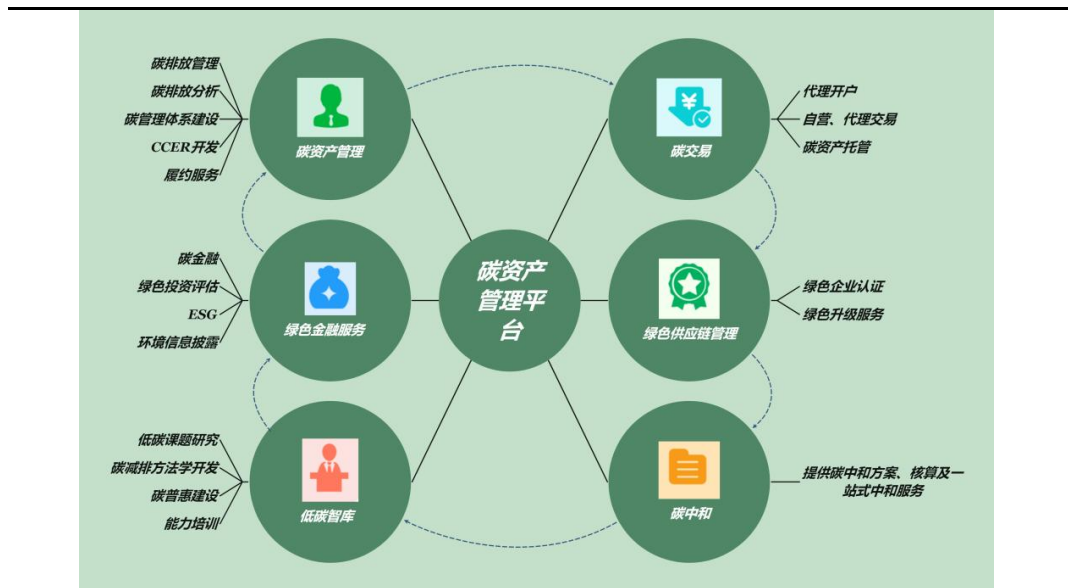 碳排放管理
碳排放分析
碳管理体系建设
CCER开发
履约服务
碳资产管理
碳交易
代理开户
自营、代理交易
碳资产托管
碳金融
绿色投资评估
ESG
环境信息披露
绿色金融服务
碳资产
管理平
台
绿色供应链管理
绿色企业认证
绿色升级服务
低碳课题研究
碳减排方法学开发
碳普惠建设
能力培训
低碳智库
碳中和
提供碳中和方案、核算及一
站式中和服务